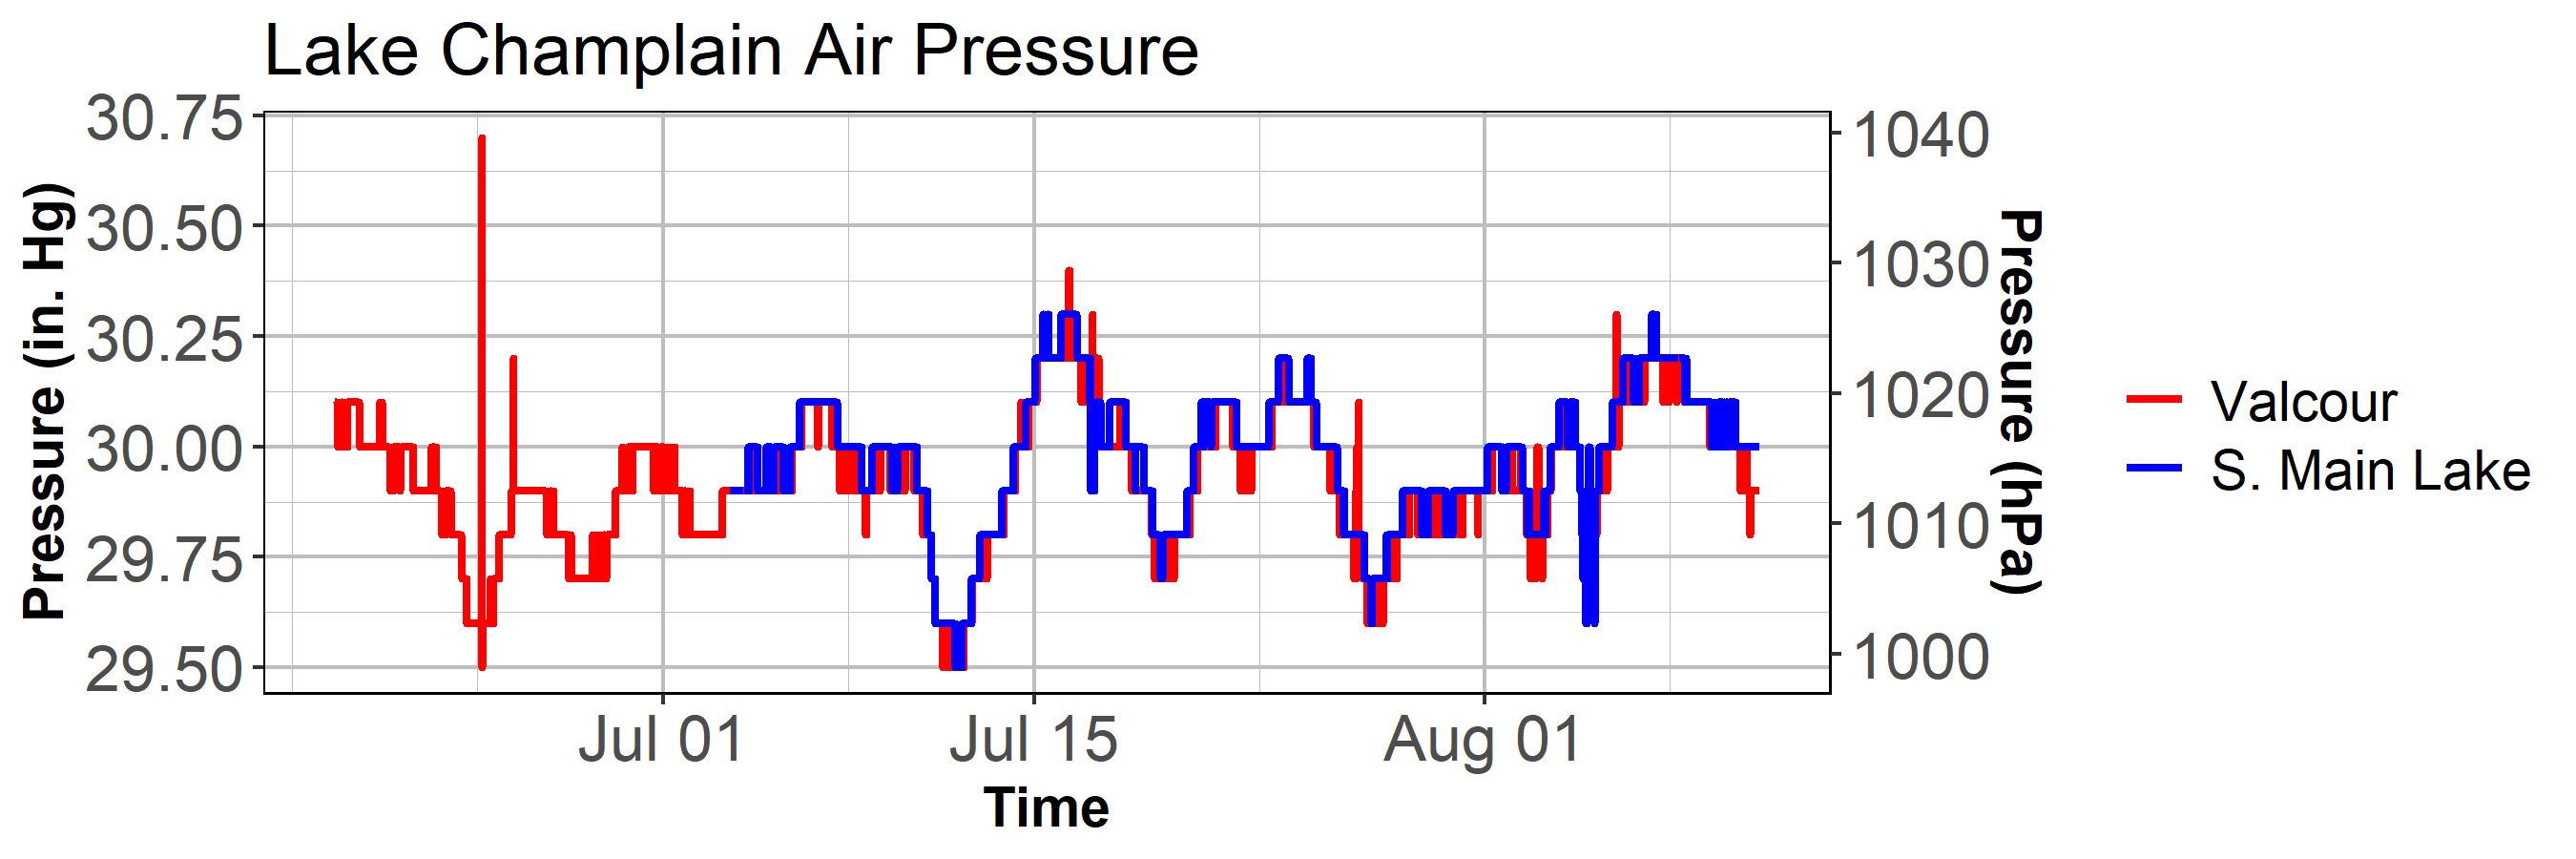 Lake Champlain Air Pressure
Pressure (in. Hg)
30.75
30.50
30.25
30.00
29.75
29.50
1040
1030
1020
1010
1000
Pressure (hPa)
Jul 01
Jul 15
Aug 01
Time
Valcour
S. Main Lake